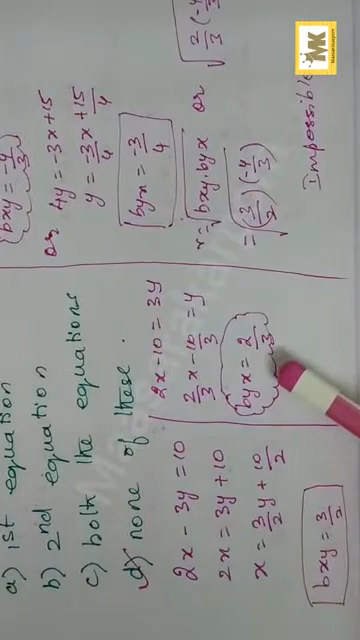 a) 1st equation
b) 2nd equation
c) both the equations
d) none of these.
2x - 3y = 10
2x = 3y + 10
x = 3/2 y + 10/2
bxy = 3/2
2x - 10 = 3y
2/3 x - 10/3 = y
byx = 2/3
bxy = -4/3
or 4y = -3x + 15
y = -3/4 x + 15/4
byx = -3/4
r = √bxy.byx or
= √(3/2)(-4/3)
√2/3(-4
Impossible
MK